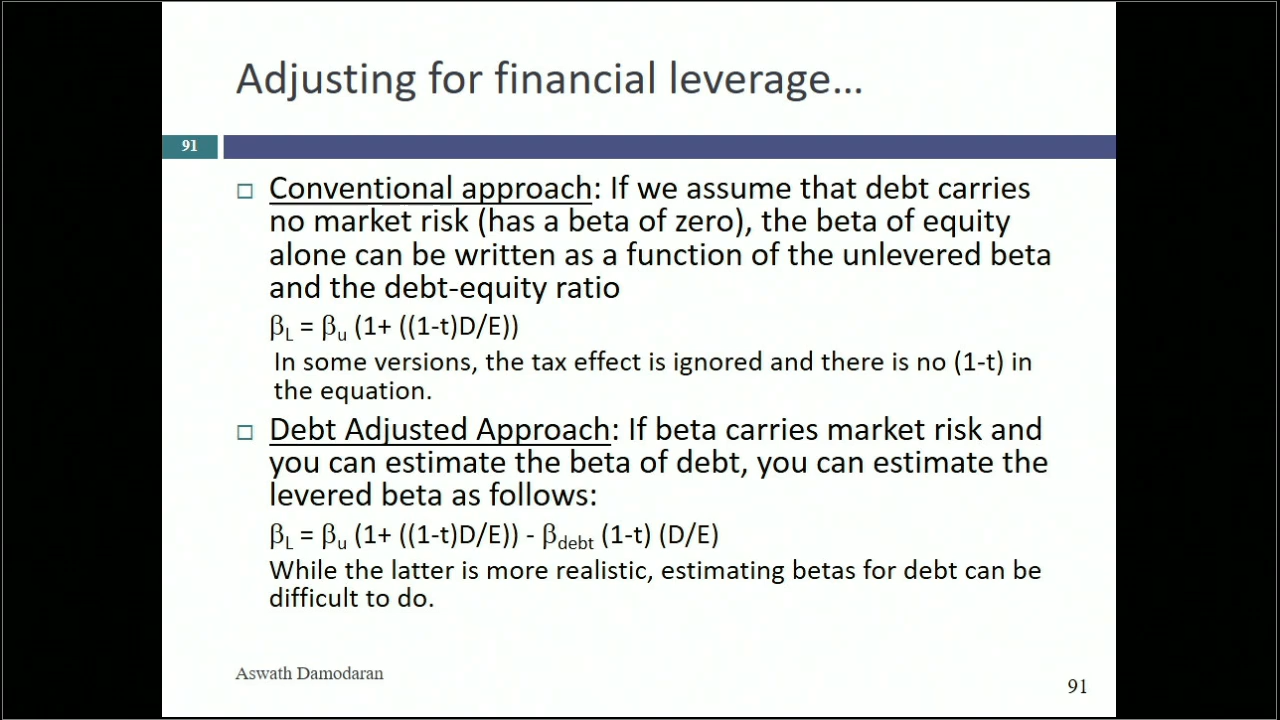 Adjusting for financial leverage…
91
Conventional approach: If we assume that debt carries
no market risk (has a beta of zero), the beta of equity
alone can be written as a function of the unlevered beta
and the debt-equity ratio
βL = βu (1+ ((1-t)D/E))
In some versions, the tax effect is ignored and there is no (1-t) in
the equation.
Debt Adjusted Approach: If beta carries market risk and
you can estimate the beta of debt, you can estimate the
levered beta as follows:
βL = βu (1+ ((1-t)D/E)) - βdebt (1-t) (D/E)
While the latter is more realistic, estimating betas for debt can be
difficult to do.
Aswath Damodaran
91